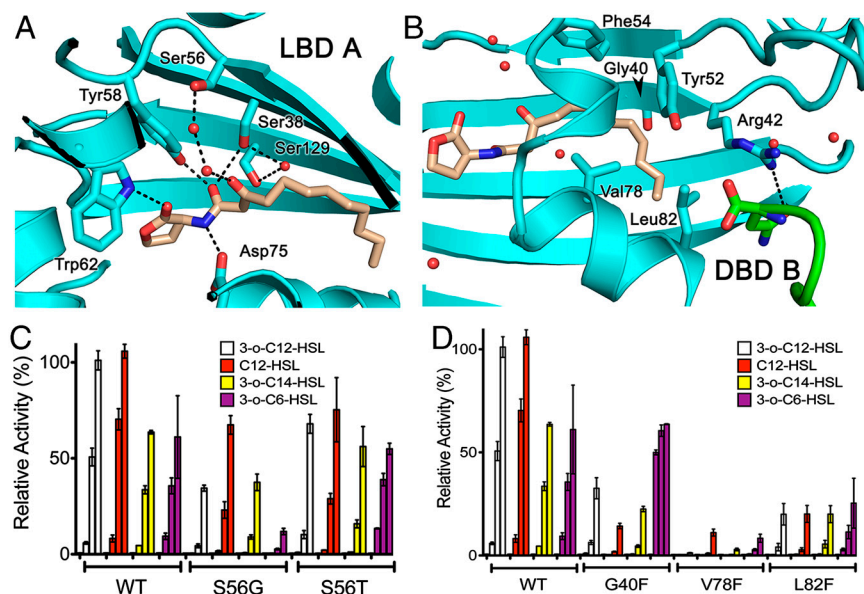 A
LBD A
Ser56
Tyr58
Ser38
Ser129
Trp62
Asp75
B
Phe54
Gly40
Tyr52
Arg42
Val78
Leu82
DBD B
C
Relative Activity (%)
100
50
0
3-o-C12-HSL
C12-HSL
3-o-C14-HSL
3-o-C6-HSL
WT
S56G
S56T
D
Relative Activity (%)
100
50
0
3-o-C12-HSL
C12-HSL
3-o-C14-HSL
3-o-C6-HSL
WT
G40F
V78F
L82F